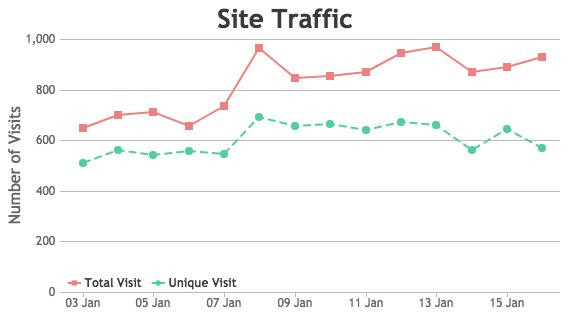 Site Traffic
Number of Visits
1,000
800
600
400
200
0
Total Visit
Unique Visit
03 Jan
05 Jan
07 Jan
09 Jan
11 Jan
13 Jan
15 Jan